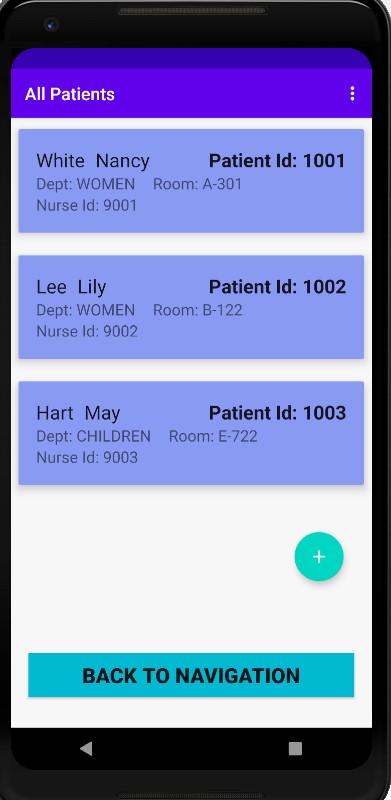 All Patients
White Nancy Patient Id: 1001
Dept: WOMEN Room: A-301
Nurse Id: 9001
Lee Lily Patient Id: 1002
Dept: WOMEN Room: B-122
Nurse Id: 9002
Hart May Patient Id: 1003
Dept: CHILDREN Room: E-722
Nurse Id: 9003
+
BACK TO NAVIGATION